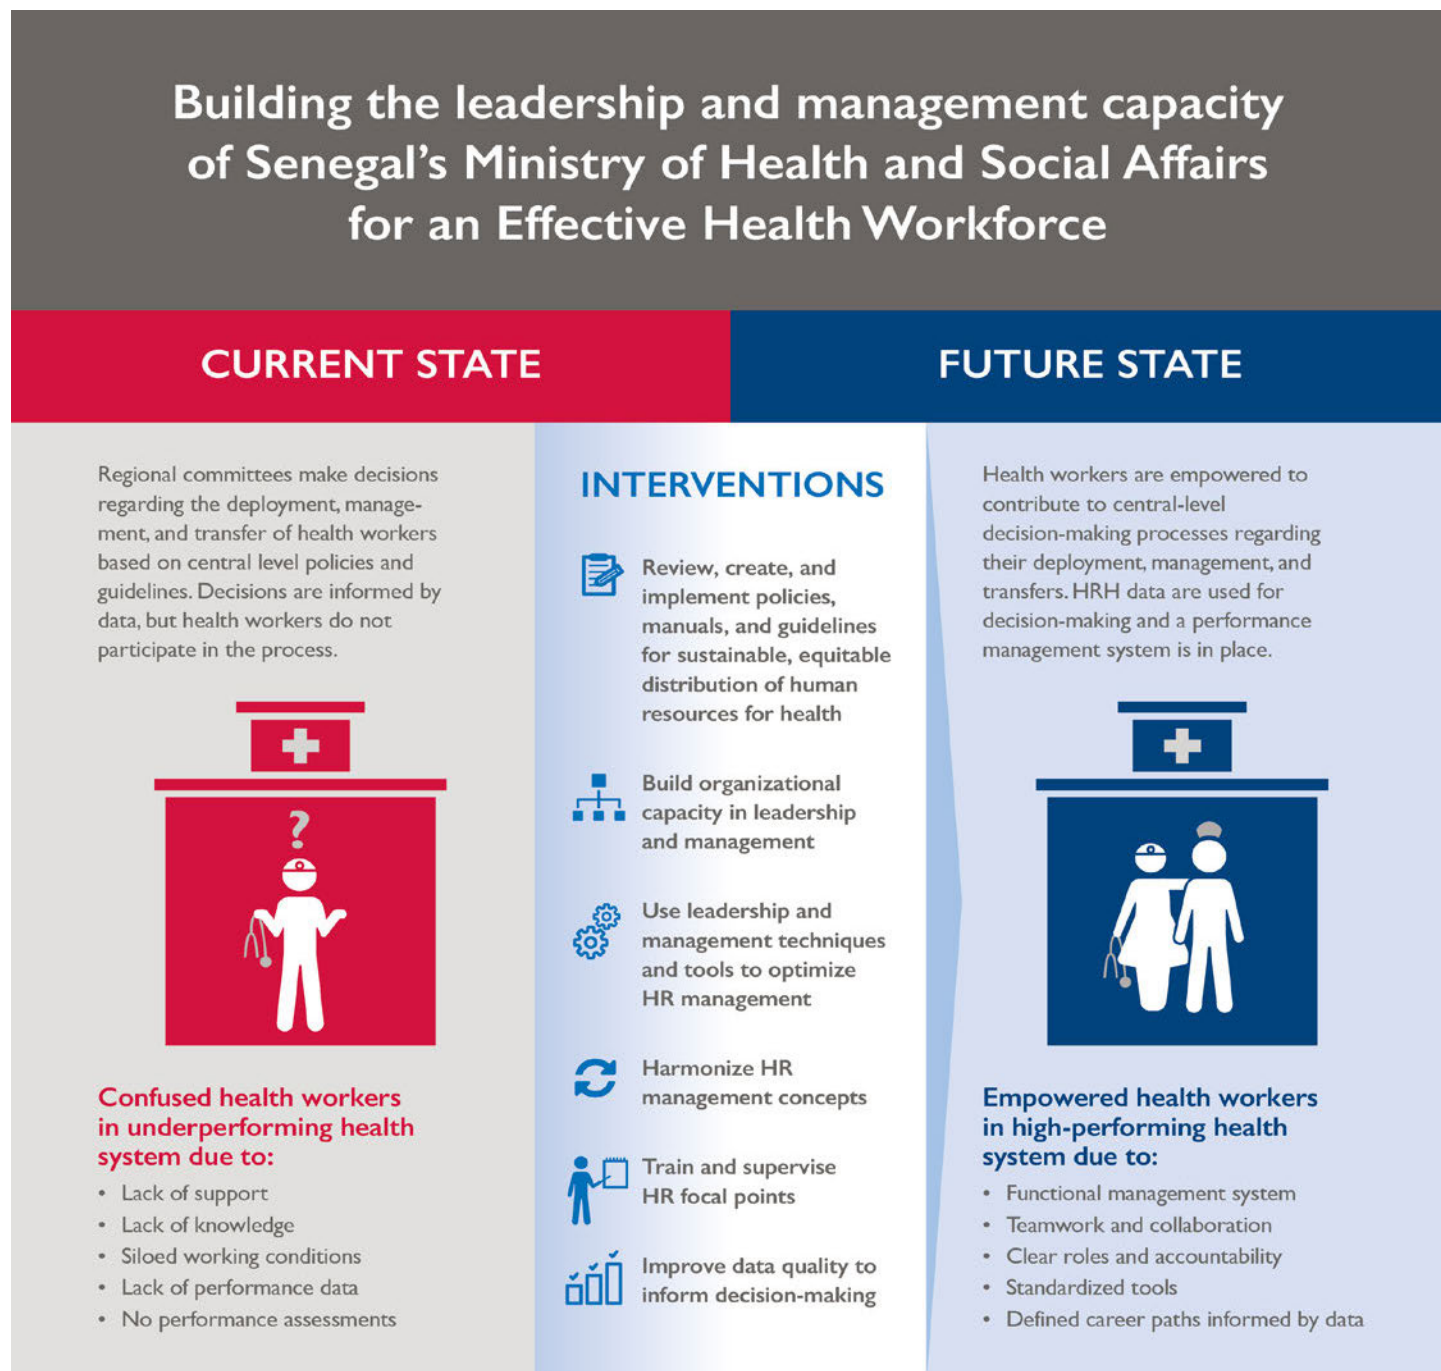 Building the leadership and management capacity
of Senegal's Ministry of Health and Social Affairs
for an Effective Health Workforce
CURRENT STATE
FUTURE STATE
Regional committees make decisions
regarding the deployment, manage-
ment, and transfer of health workers
based on central level policies and
guidelines. Decisions are informed by
data, but health workers do not
participate in the process.
?
Confused health workers
in underperforming health
system due to:
• Lack of support
• Lack of knowledge
• Siloed working conditions
• Lack of performance data
• No performance assessments
INTERVENTIONS
Review, create, and
implement policies,
manuals, and guidelines
for sustainable, equitable
distribution of human
resources for health
Build organizational
capacity in leadership
and management
Use leadership and
management techniques
and tools to optimize
HR management
Harmonize HR
management concepts
Train and supervise
HR focal points
Improve data quality to
inform decision-making
Health workers are empowered to
contribute to central-level
decision-making processes regarding
their deployment, management, and
transfers. HRH data are used for
decision-making and a performance
management system is in place.
Empowered health workers
in high-performing health
system due to:
• Functional management system
• Teamwork and collaboration
• Clear roles and accountability
• Standardized tools
• Defined career paths informed by data